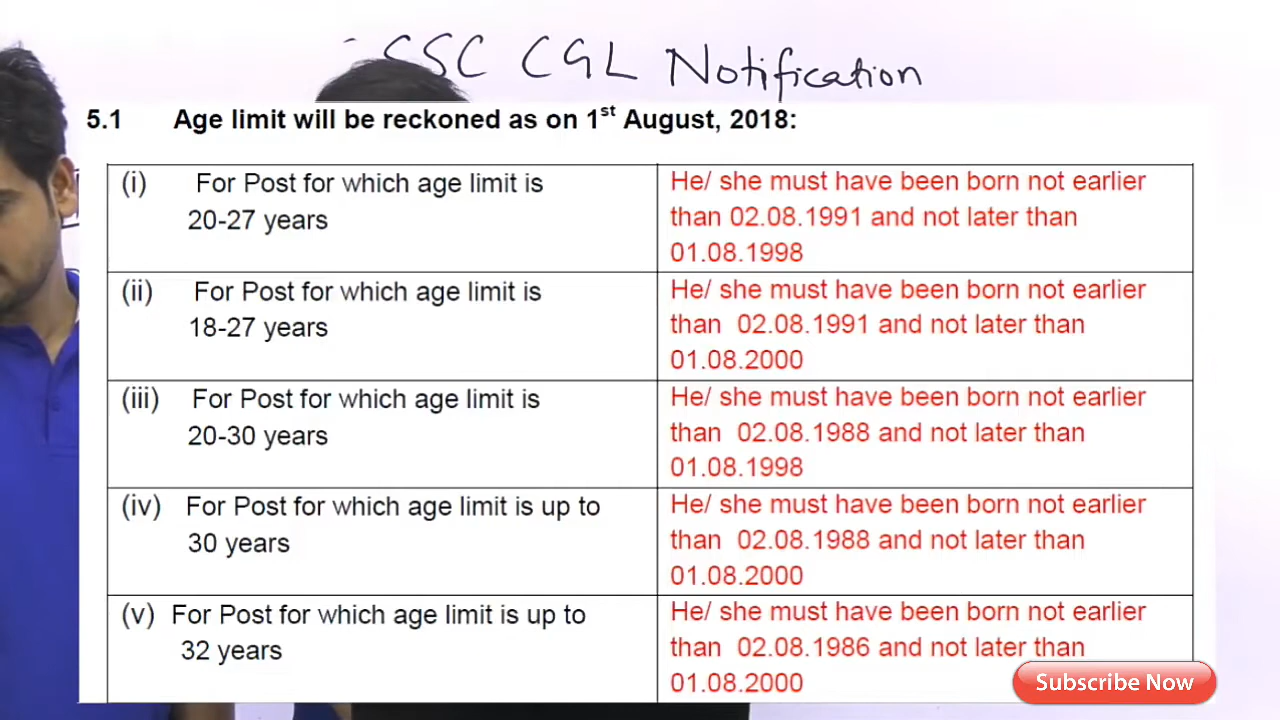 SSC CGL Notification
5.1 Age limit will be reckoned as on 1st August, 2018:
(i) For Post for which age limit is
20-27 years
He/ she must have been born not earlier
than 02.08.1991 and not later than
01.08.1998
(ii) For Post for which age limit is
18-27 years
He/ she must have been born not earlier
than 02.08.1991 and not later than
01.08.2000
(iii) For Post for which age limit is
20-30 years
He/ she must have been born not earlier
than 02.08.1988 and not later than
01.08.1998
(iv) For Post for which age limit is up to
30 years
He/ she must have been born not earlier
than 02.08.1988 and not later than
01.08.2000
(v) For Post for which age limit is up to
32 years
He/ she must have been born not earlier
than 02.08.1986 and not later than
01.08.2000
Subscribe Now